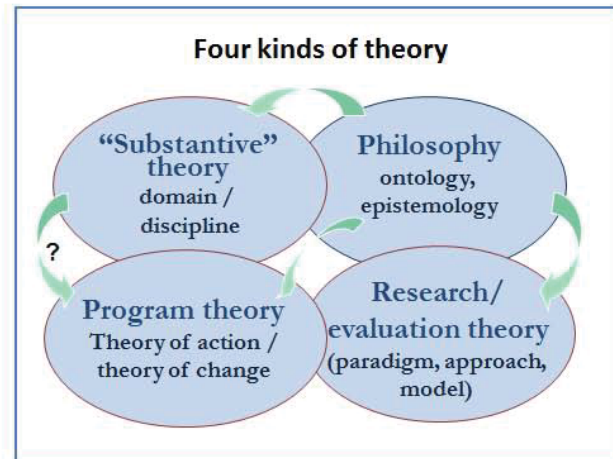 Four kinds of theory
“Substantive”
theory
domain /
discipline
Philosophy
ontology,
epistemology
?
Program theory
Theory of action /
theory of change
Research/
evaluation theory
(paradigm, approach,
model)